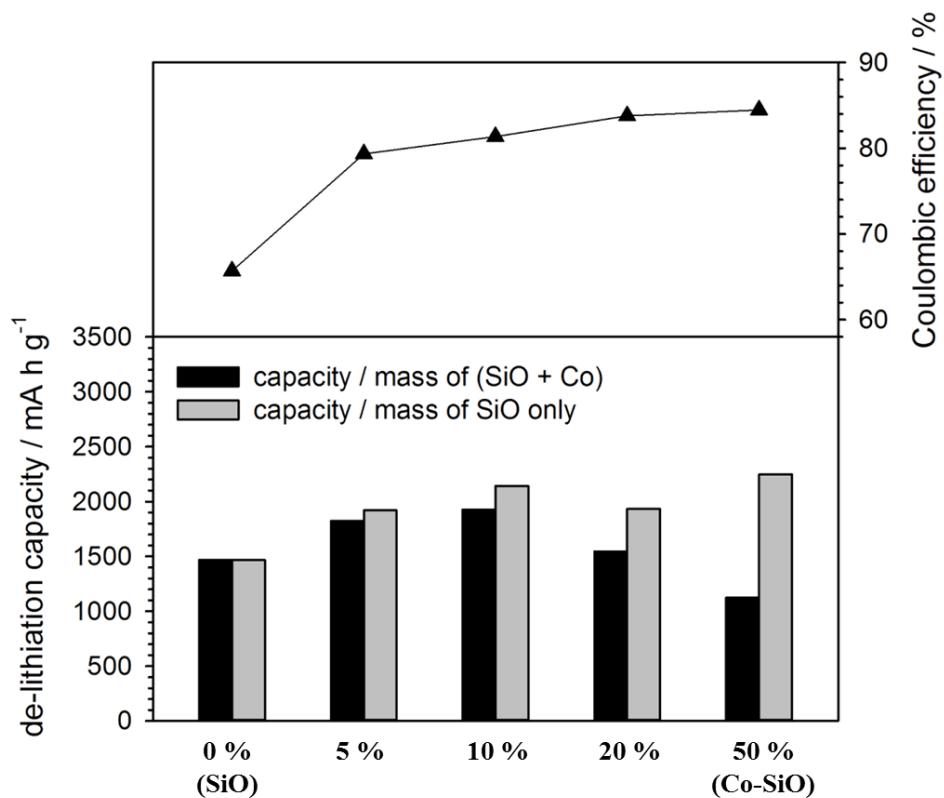 90
80
70
60
Coulombic efficiency / %
3500
3000
2500
2000
1500
1000
500
0
de-lithiation capacity / mA h g⁻¹
capacity / mass of (SiO + Co)
capacity / mass of SiO only
0 % 5 % 10 % 20 % 50 %
(SiO) (Co-SiO)